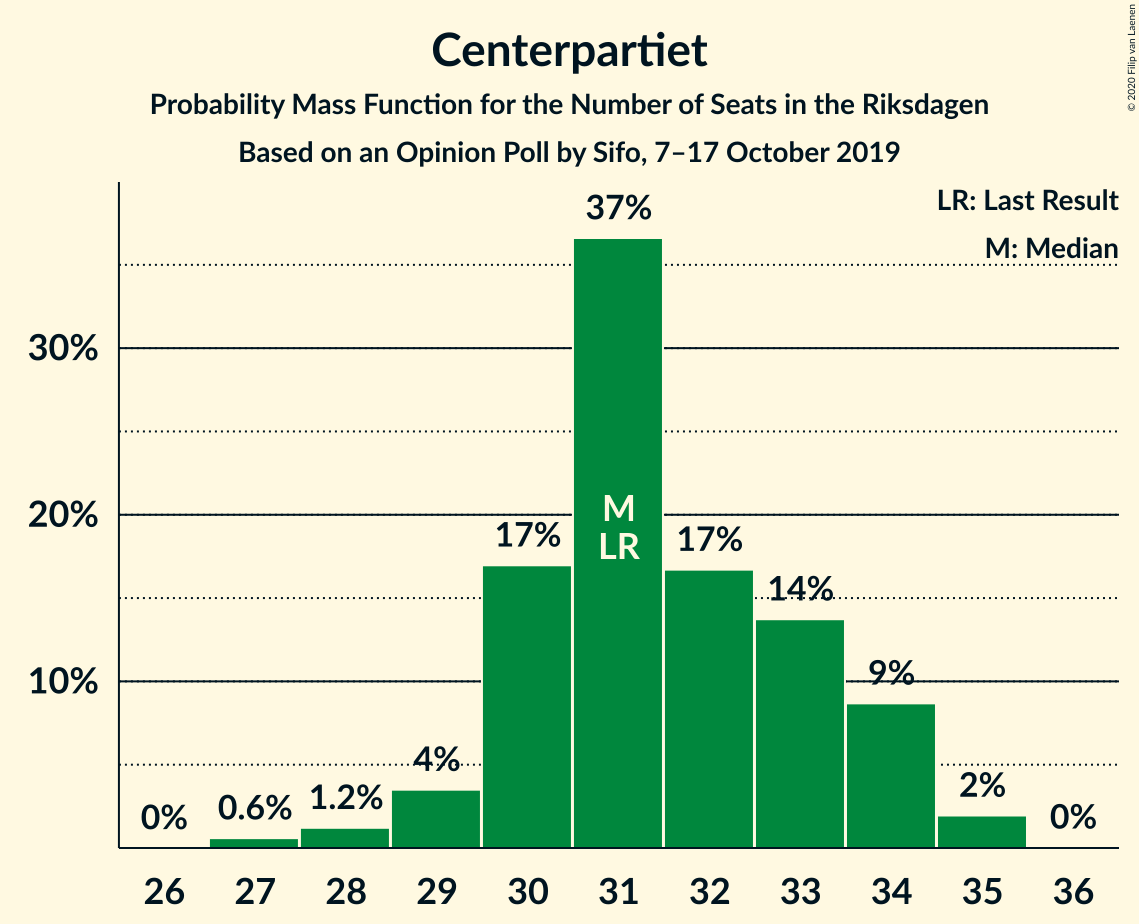 Centerpartiet
Probability Mass Function for the Number of Seats in the Riksdagen
Based on an Opinion Poll by Sifo, 7–17 October 2019
© 2020 Filip van Laenen
LR: Last Result
M: Median
30%
20%
10%
0%
0.6%
1.2%
4%
17%
37%
M
LR
17%
14%
9%
2%
0%
26 27 28 29 30 31 32 33 34 35 36